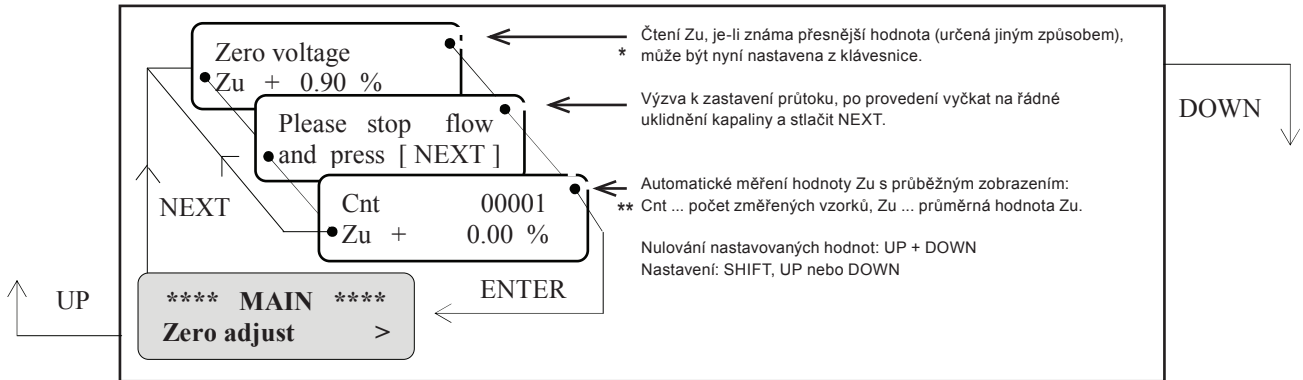 Zero voltage
Zu + 0.90 %
Čtení Zu, je-li známa přesnější hodnota (určená jiným způsobem),
* může být nyní nastavena z klávesnice.
Please stop flow
and press [ NEXT ]
Výzva k zastavení průtoku, po provedení vyčkat na řádné
uklidnění kapaliny a stlačit NEXT.
DOWN
Cnt 00001
Zu + 0.00 %
Automatické měření hodnoty Zu s průběžným zobrazením:
** Cnt ... počet změřených vzorků, Zu ... průměrná hodnota Zu.
NEXT
Nulování nastavovaných hodnot: UP + DOWN
Nastavení: SHIFT, UP nebo DOWN
UP
**** MAIN ****
Zero adjust >
ENTER